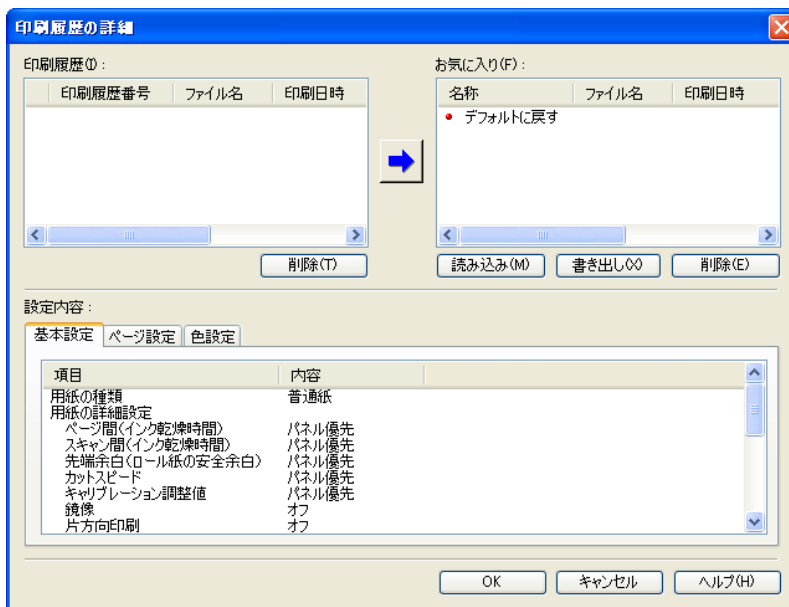 印刷履歴の詳細
印刷履歴(I):
お気に入り(F):
印刷履歴番号 ファイル名 印刷日時
名称 ファイル名 印刷日時
デフォルトに戻す
削除(T)
読み込み(M) 書き出し(X) 削除(E)
設定内容:
基本設定 ページ設定 色設定
項目 内容
用紙の種類 普通紙
用紙の詳細設定
ページ間(インク乾燥時間) パネル優先
スキャン間(インク乾燥時間) パネル優先
先端余白(ロール紙の安全余白) パネル優先
カットスピード パネル優先
キャリブレーション調整値 パネル優先
鏡像 オフ
片方向印刷 オフ
OK キャンセル ヘルプ(H)